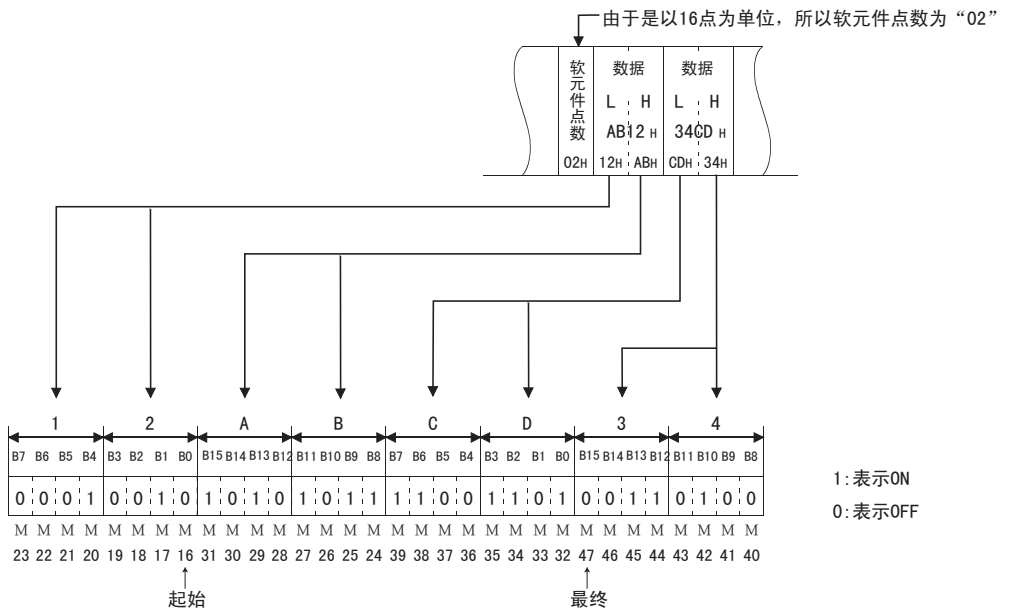 由于是以16点为单位，所以软元件点数为“02”
软元件点数 数据 数据
L H L H
AB12 H 34CD H
02H 12H ABH CDH 34H
1 2 A B C D 3 4
B7 B6 B5 B4 B3 B2 B1 B0 B15 B14 B13 B12 B11 B10 B9 B8 B7 B6 B5 B4 B3 B2 B1 B0 B15 B14 B13 B12 B11 B10 B9 B8
0 0 0 1 0 0 1 0 1 0 1 0 1 0 1 1 1 1 0 0 1 1 0 1 0 0 1 1 0 1 0 0
M M M M M M M M M M M M M M M M M M M M M M M M M M M M M M M M
23 22 21 20 19 18 17 16 31 30 29 28 27 26 25 24 39 38 37 36 35 34 33 32 47 46 45 44 43 42 41 40
起始 最终
1:表示ON
0:表示OFF